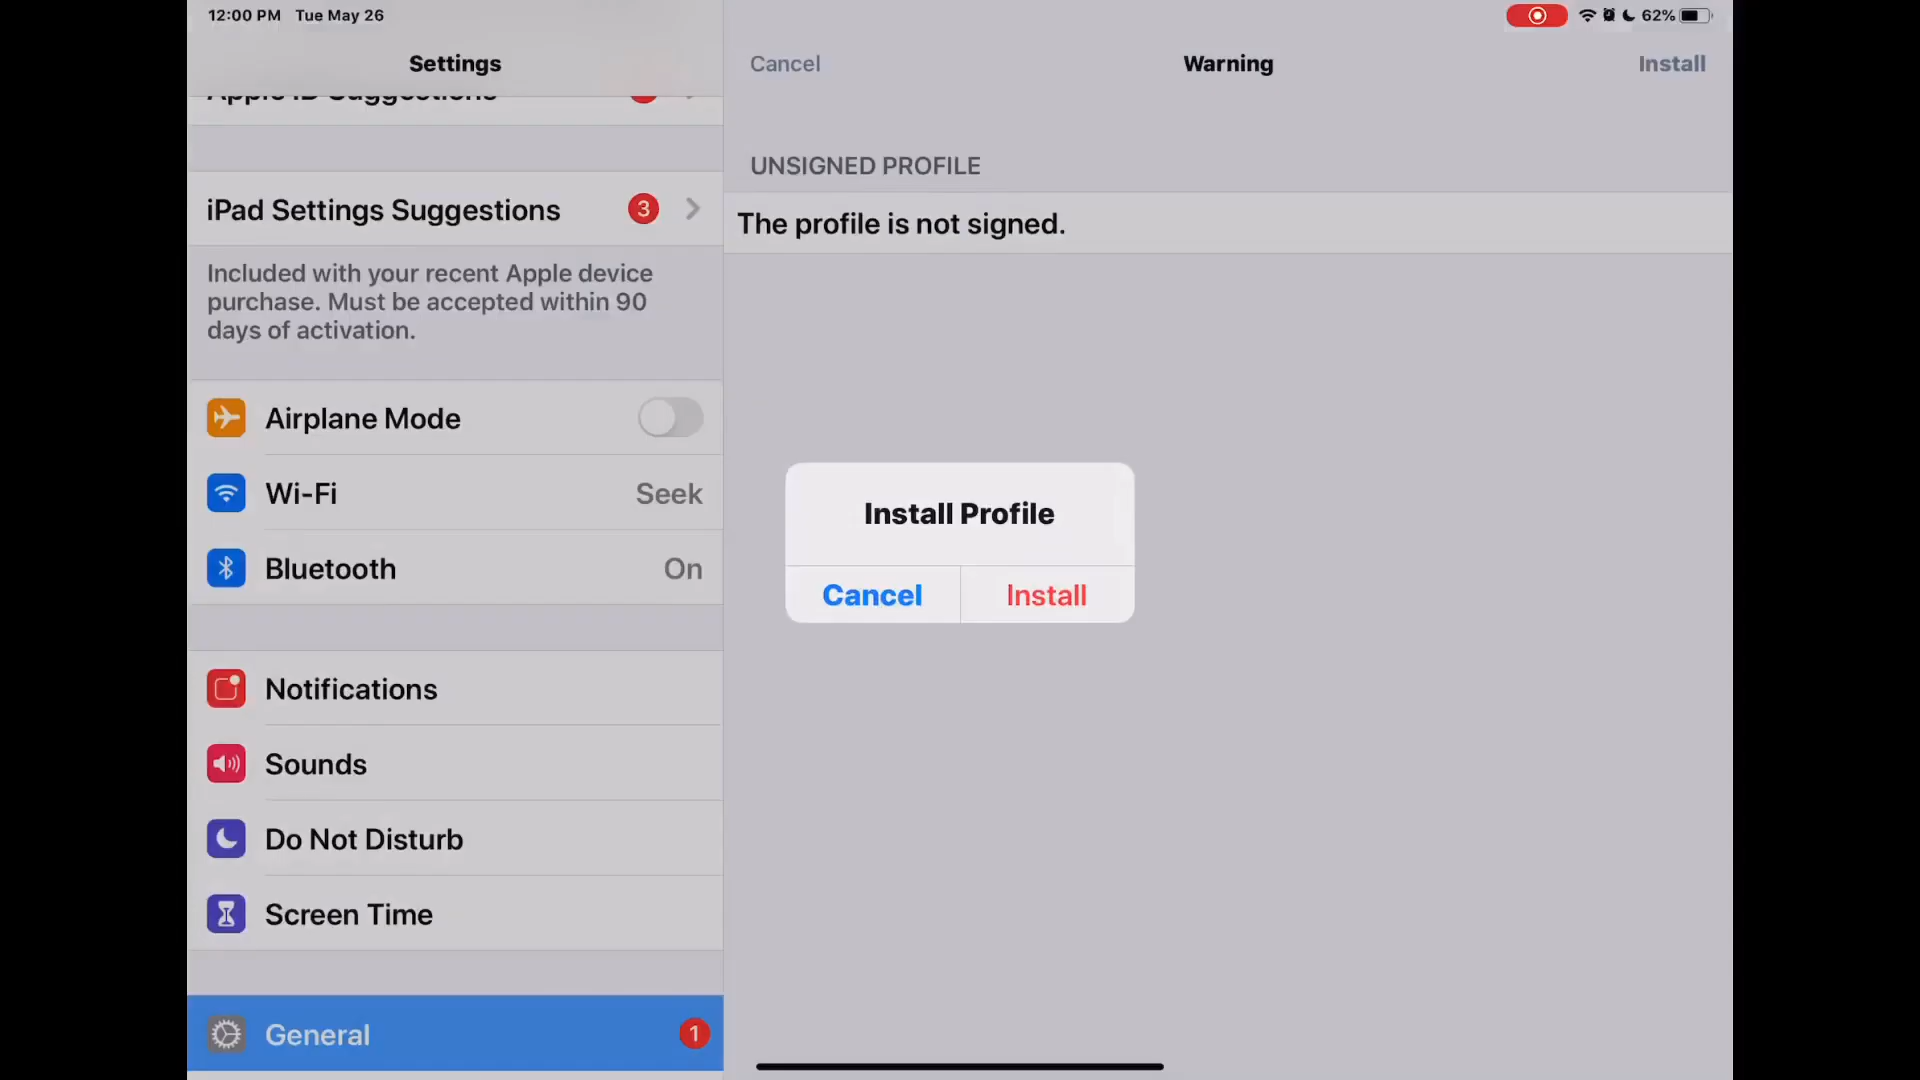 12:00 PM Tue May 26
62%
Settings
Apple ID Suggestions
iPad Settings Suggestions 3
Included with your recent Apple device
purchase. Must be accepted within 90
days of activation.
Airplane Mode
Wi-Fi Seek
Bluetooth On
Notifications
Sounds
Do Not Disturb
Screen Time
General 1
Cancel Warning Install
UNSIGNED PROFILE
The profile is not signed.
Install Profile
Cancel Install